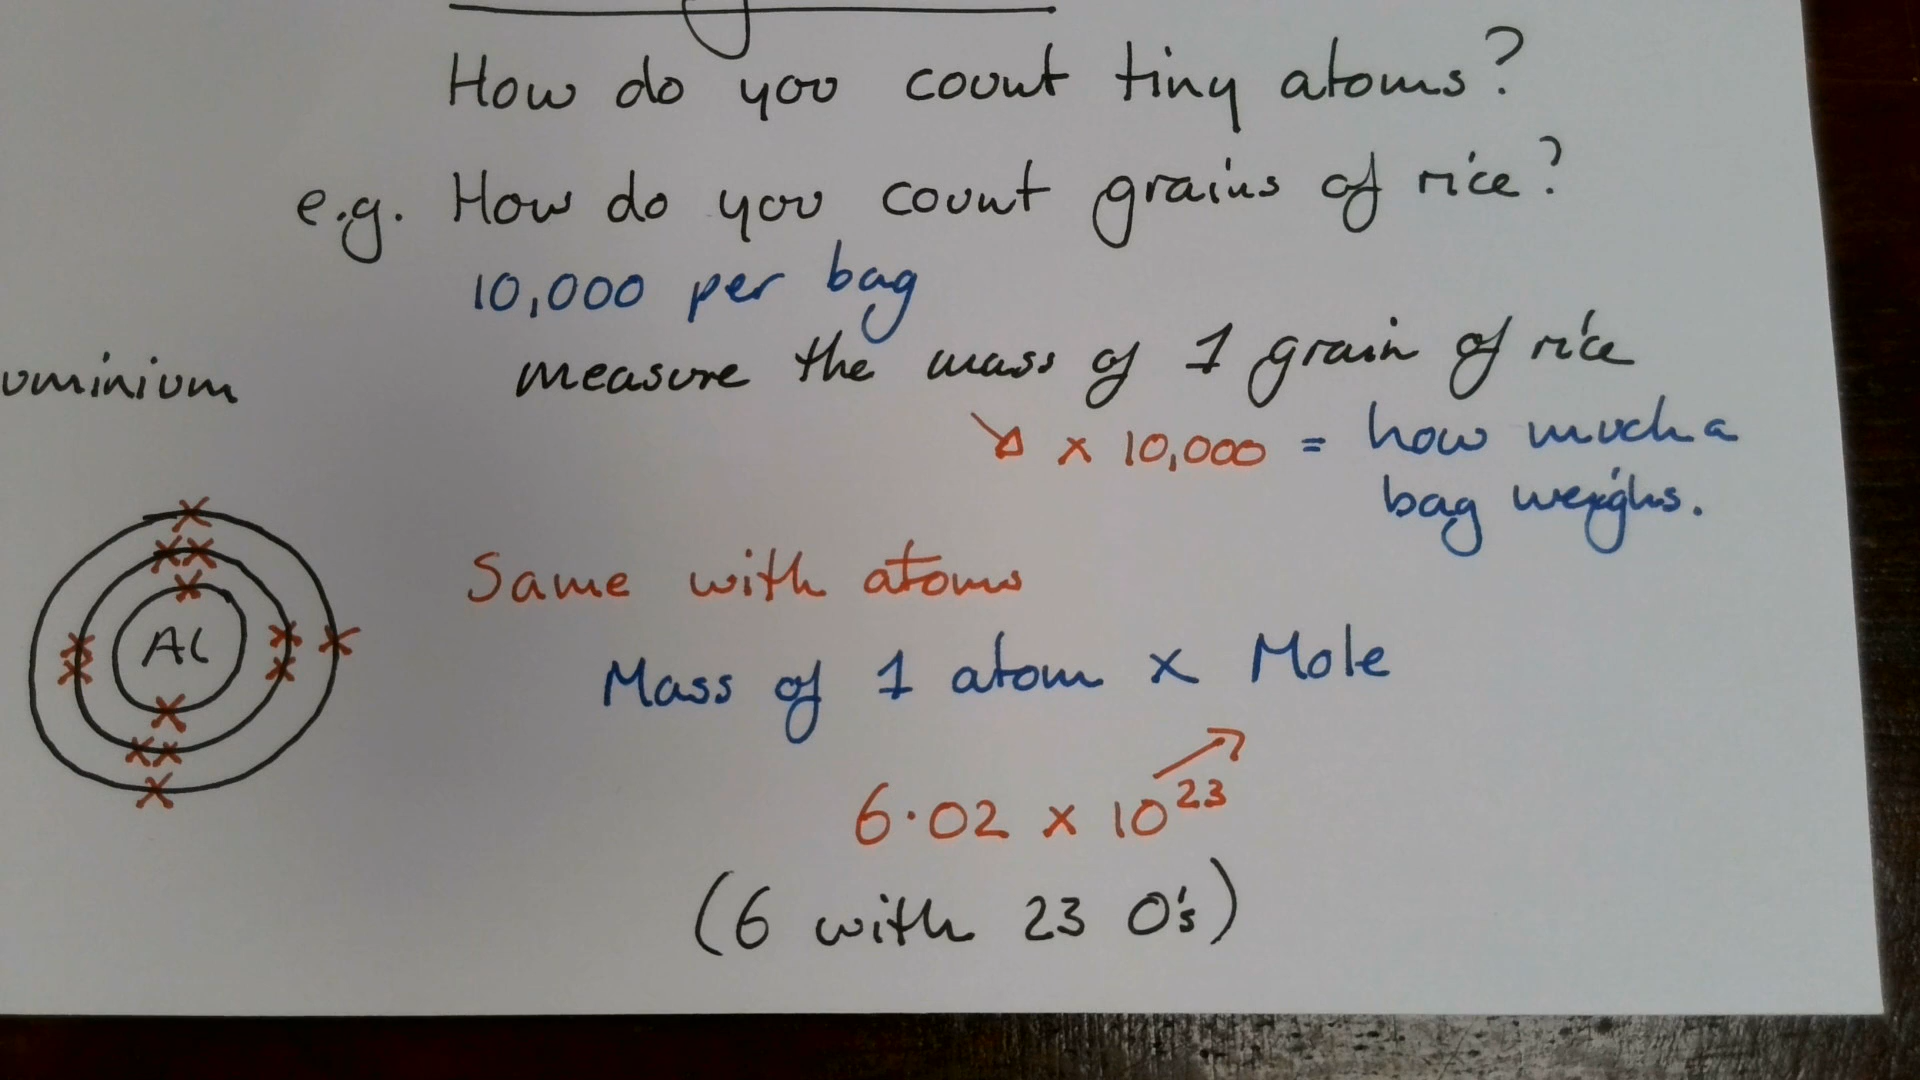 How do you count tiny atoms?
e.g. How do you count grains of rice?
10,000 per bag
measure the mass of 1 grain of rice
x 10,000 = how much a
bag weighs.
Same with atoms
Mass of 1 atom x Mole
6.02 x 10²³
(6 with 23 0's)
uminium
Al